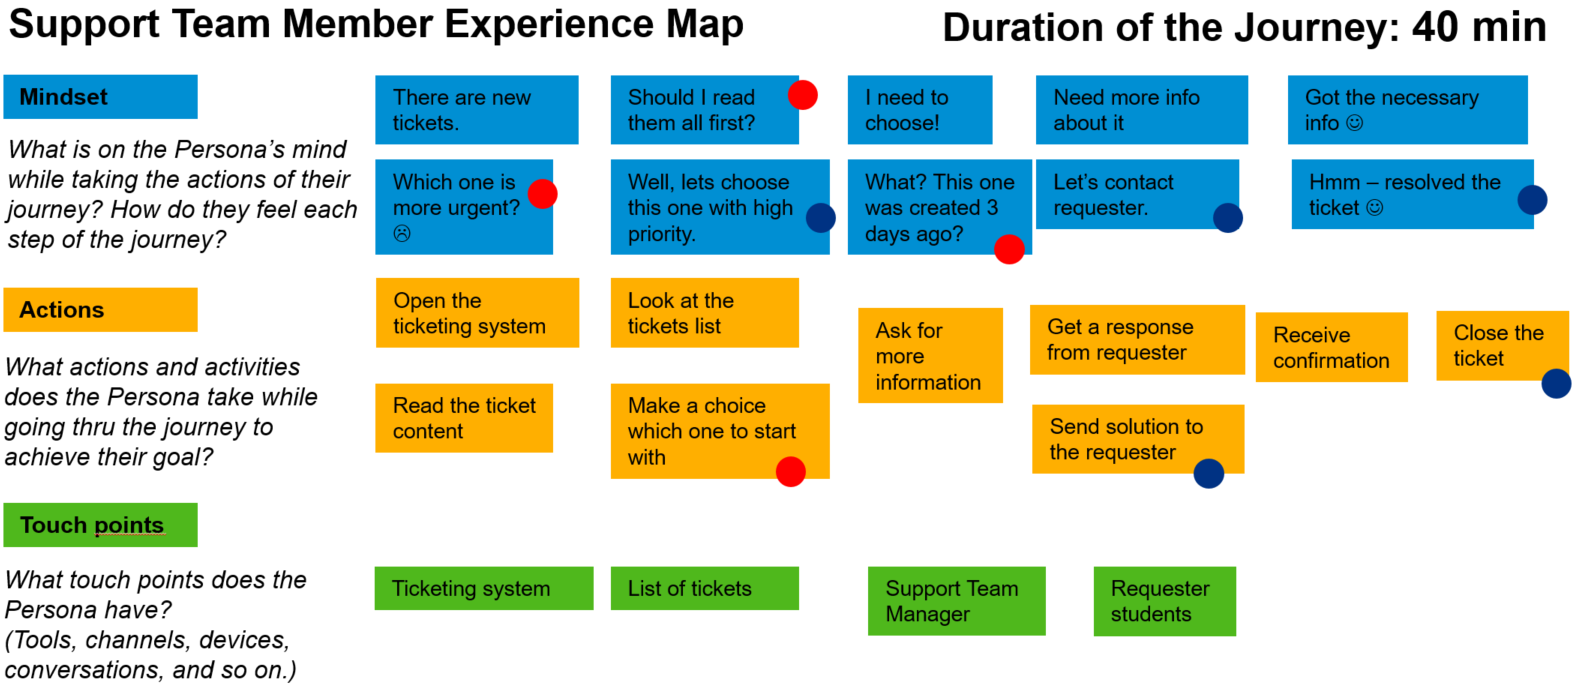 Support Team Member Experience Map
Duration of the Journey: 40 min
Mindset
What is on the Persona's mind
while taking the actions of their
journey? How do they feel each
step of the journey?
There are new
tickets.
Should I read
them all first?
I need to
choose!
Need more info
about it
Got the necessary
info ☺
Which one is
more urgent?
☹
Well, lets choose
this one with high
priority.
What? This one
was created 3
days ago?
Let's contact
requester.
Hmm – resolved the
ticket ☺
Actions
What actions and activities
does the Persona take while
going thru the journey to
achieve their goal?
Open the
ticketing system
Look at the
tickets list
Ask for
more
information
Get a response
from requester
Receive
confirmation
Close the
ticket
Read the ticket
content
Make a choice
which one to start
with
Send solution to
the requester
Touch points
What touch points does the
Persona have?
(Tools, channels, devices,
conversations, and so on.)
Ticketing system
List of tickets
Support Team
Manager
Requester
students